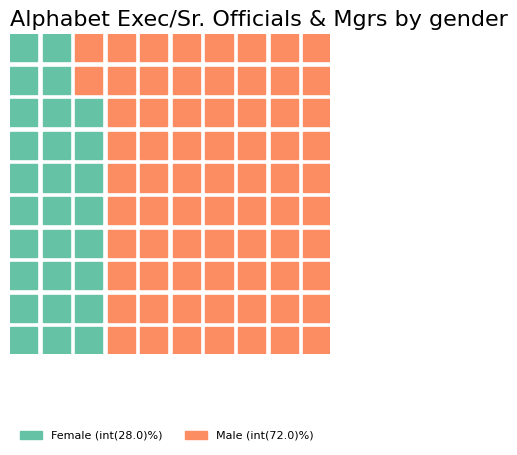 Alphabet Exec/Sr. Officials & Mgrs by gender
Female (int(28.0)%) Male (int(72.0)%)